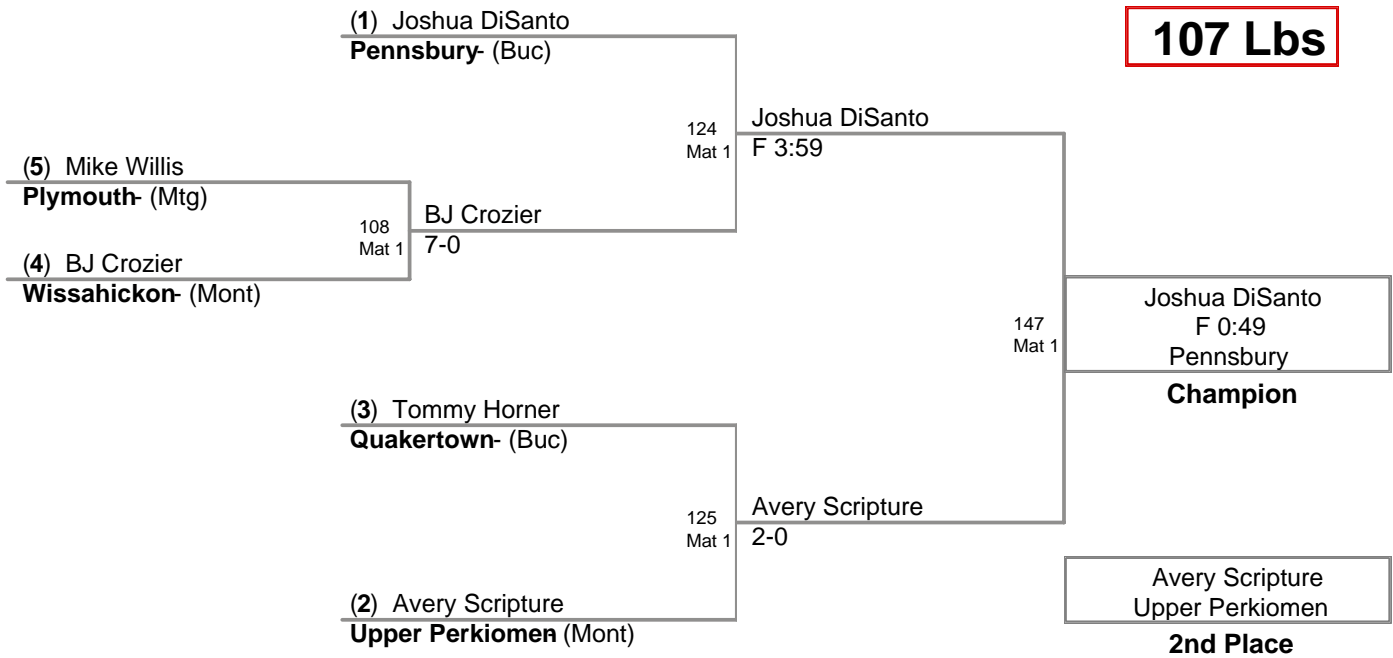 (1) Joshua DiSanto
Pennsbury- (Buc)
107 Lbs
124
Mat 1
Joshua DiSanto
F 3:59
(5) Mike Willis
Plymouth- (Mtg)
108
Mat 1
BJ Crozier
7-0
(4) BJ Crozier
Wissahickon- (Mont)
147
Mat 1
Joshua DiSanto
F 0:49
Pennsbury
Champion
(3) Tommy Horner
Quakertown- (Buc)
125
Mat 1
Avery Scripture
2-0
(2) Avery Scripture
Upper Perkiomen- (Mont)
Avery Scripture
Upper Perkiomen
2nd Place